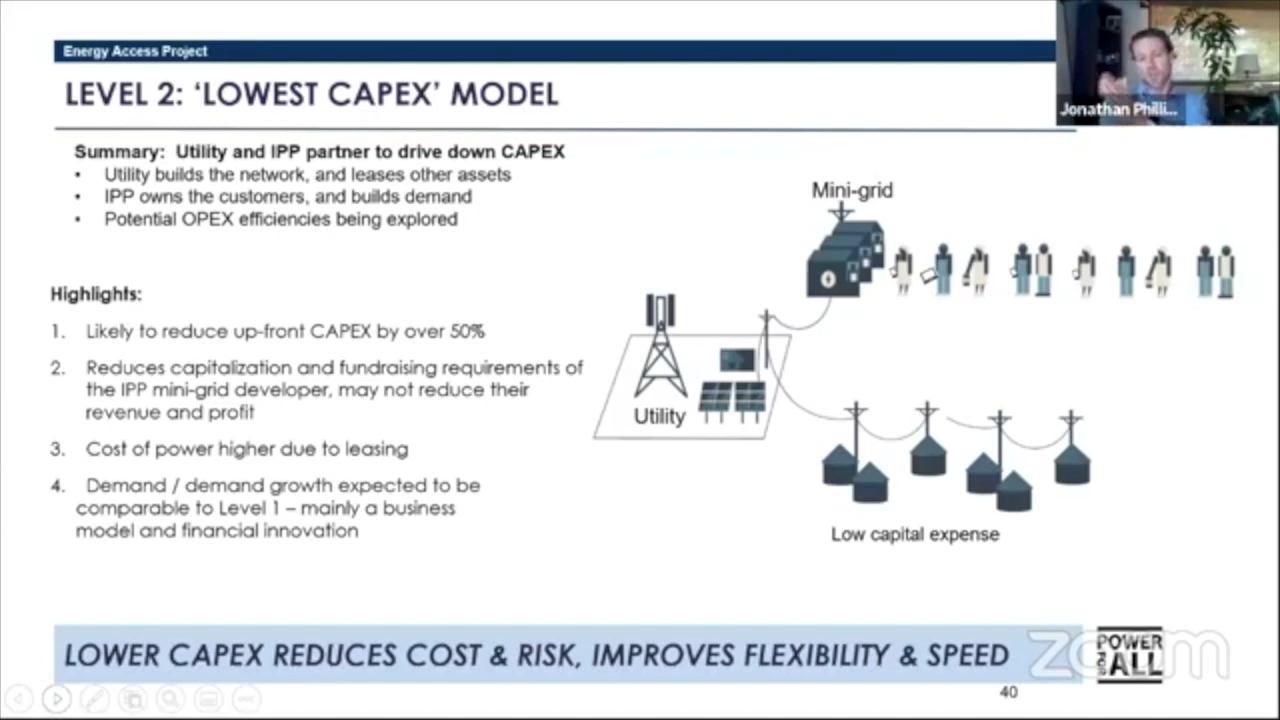 Energy Access Project
LEVEL 2: ‘LOWEST CAPEX’ MODEL
Jonathan Philli...
Summary: Utility and IPP partner to drive down CAPEX
• Utility builds the network, and leases other assets
• IPP owns the customers, and builds demand
• Potential OPEX efficiencies being explored
Highlights:
1. Likely to reduce up-front CAPEX by over 50%
2. Reduces capitalization and fundraising requirements of
the IPP mini-grid developer, may not reduce their
revenue and profit
3. Cost of power higher due to leasing
4. Demand / demand growth expected to be
comparable to Level 1 – mainly a business
model and financial innovation
Mini-grid
Utility
Low capital expense
LOWER CAPEX REDUCES COST & RISK, IMPROVES FLEXIBILITY & SPEED
zoom
POWER
FOR
ALL
40